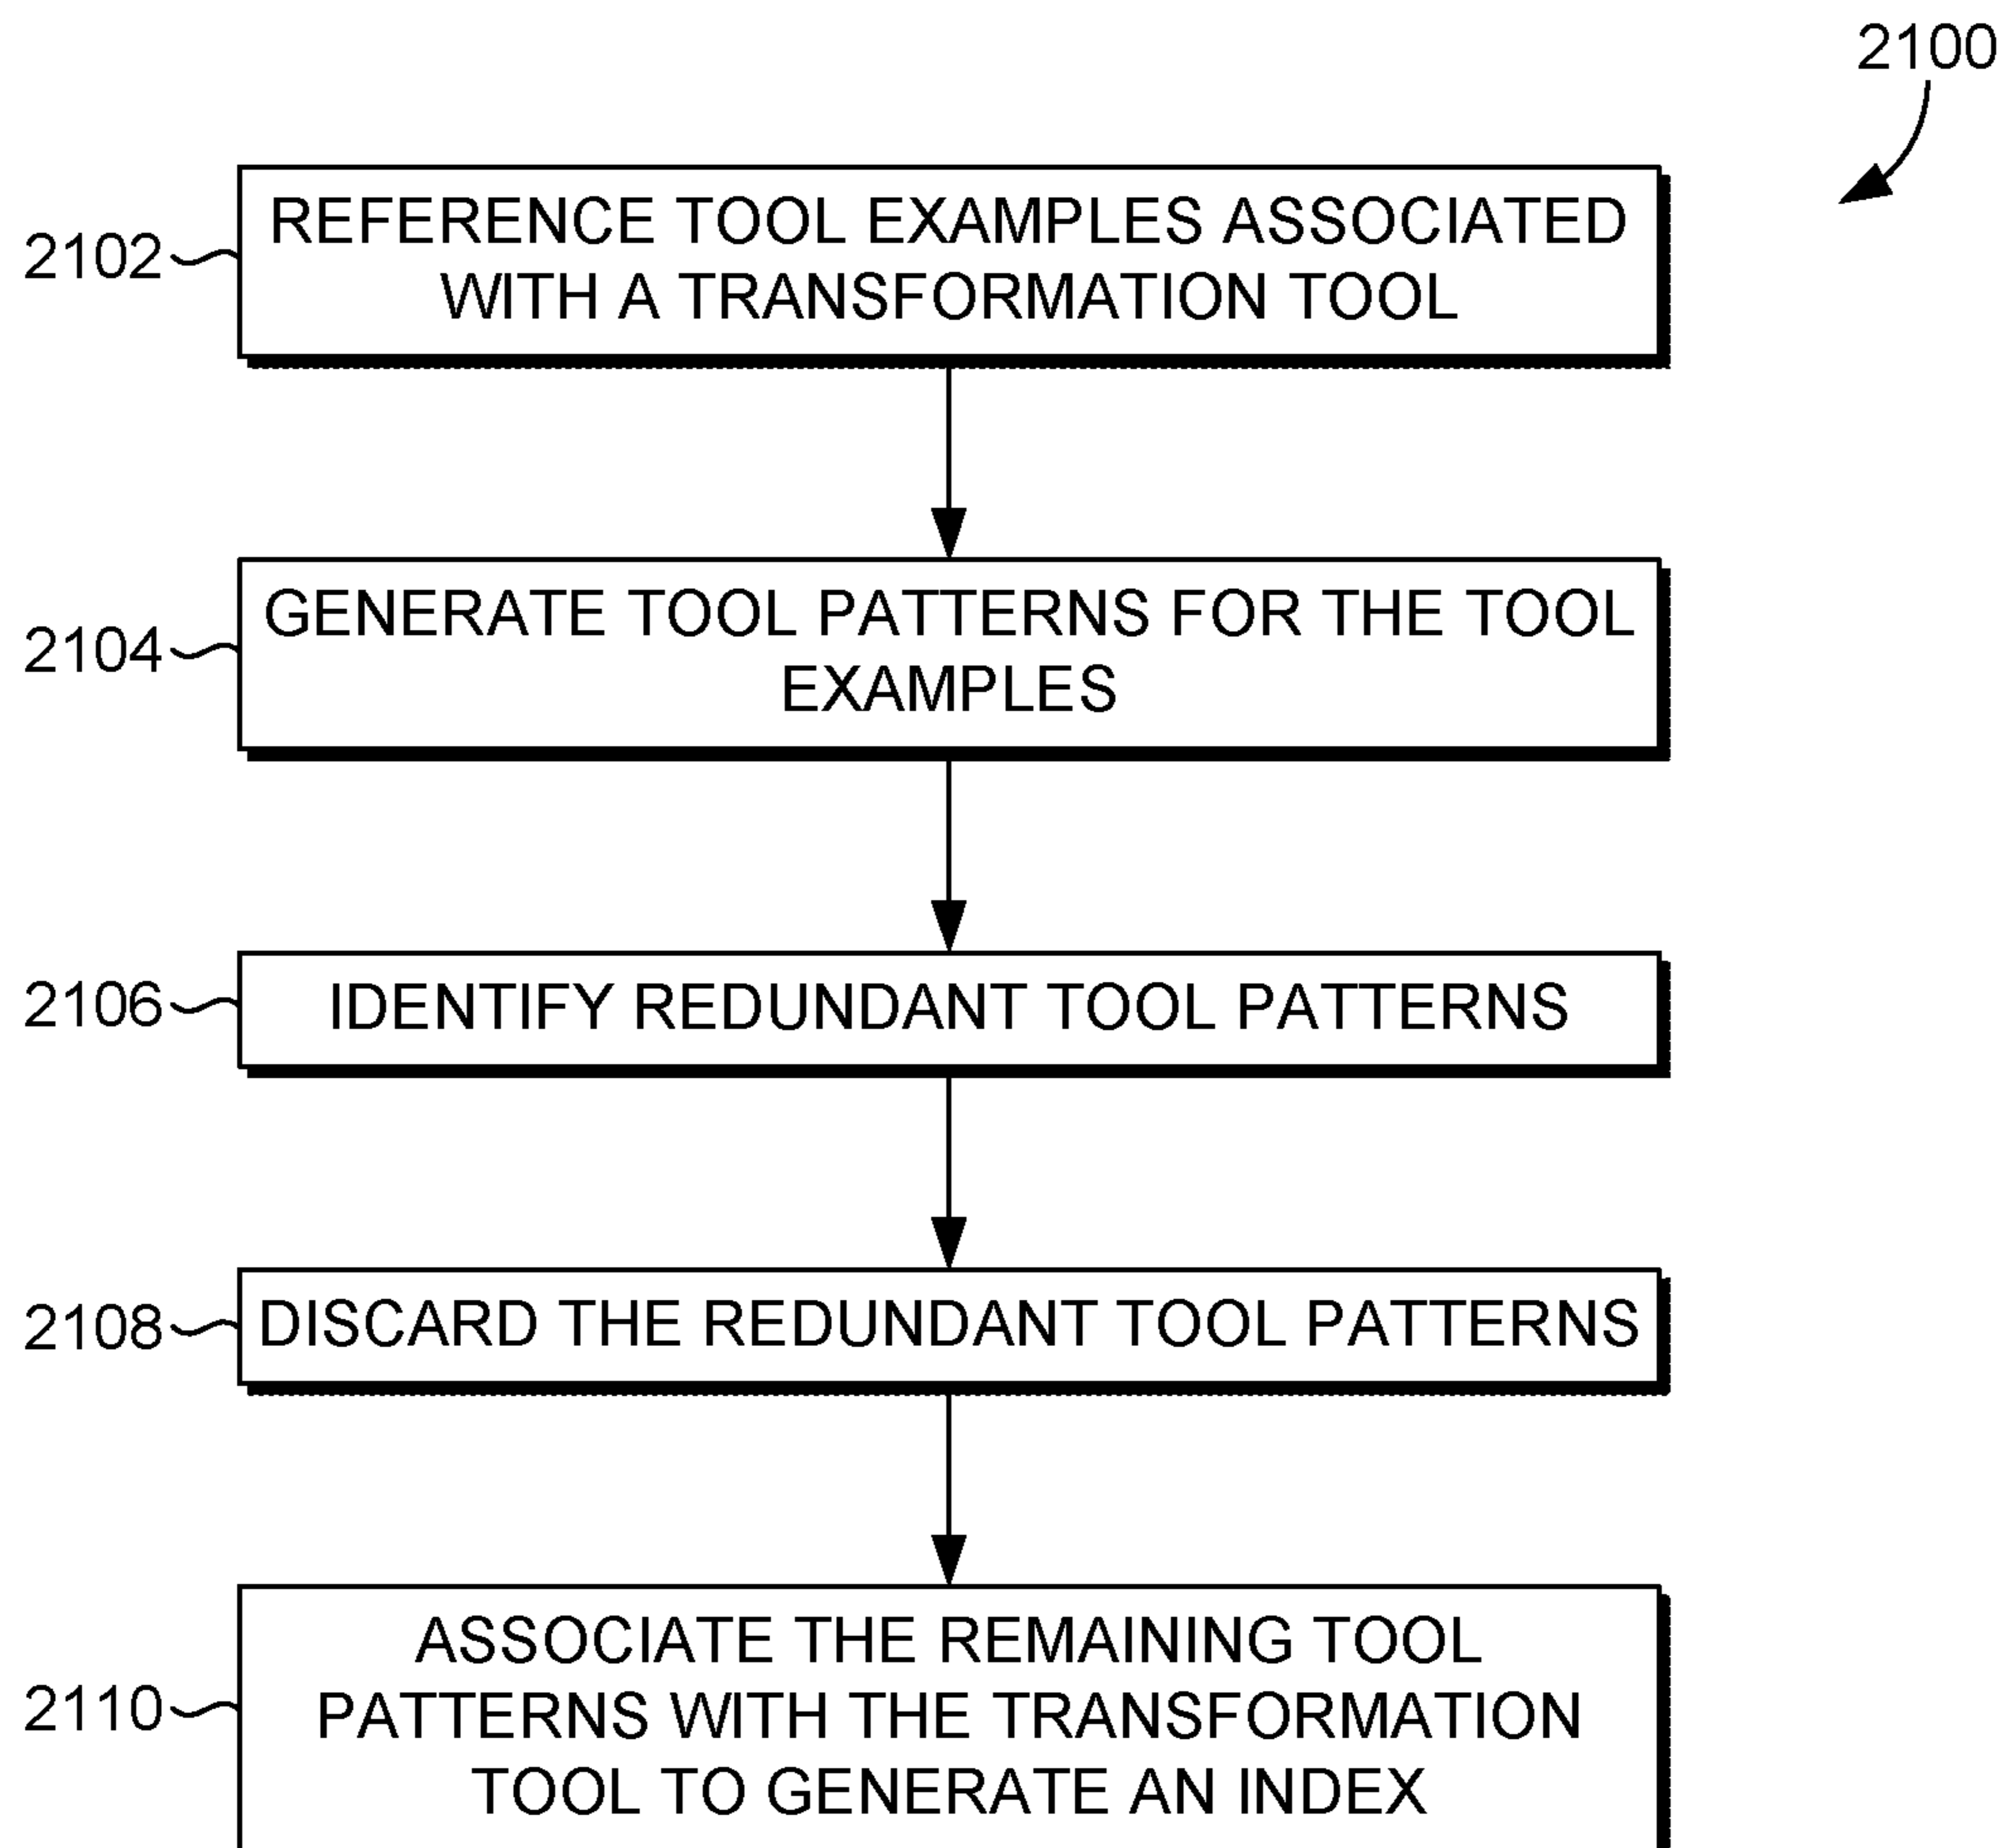 2100
2102
REFERENCE TOOL EXAMPLES ASSOCIATED
WITH A TRANSFORMATION TOOL
2104
GENERATE TOOL PATTERNS FOR THE TOOL
EXAMPLES
2106
IDENTIFY REDUNDANT TOOL PATTERNS
2108
DISCARD THE REDUNDANT TOOL PATTERNS
2110
ASSOCIATE THE REMAINING TOOL
PATTERNS WITH THE TRANSFORMATION
TOOL TO GENERATE AN INDEX